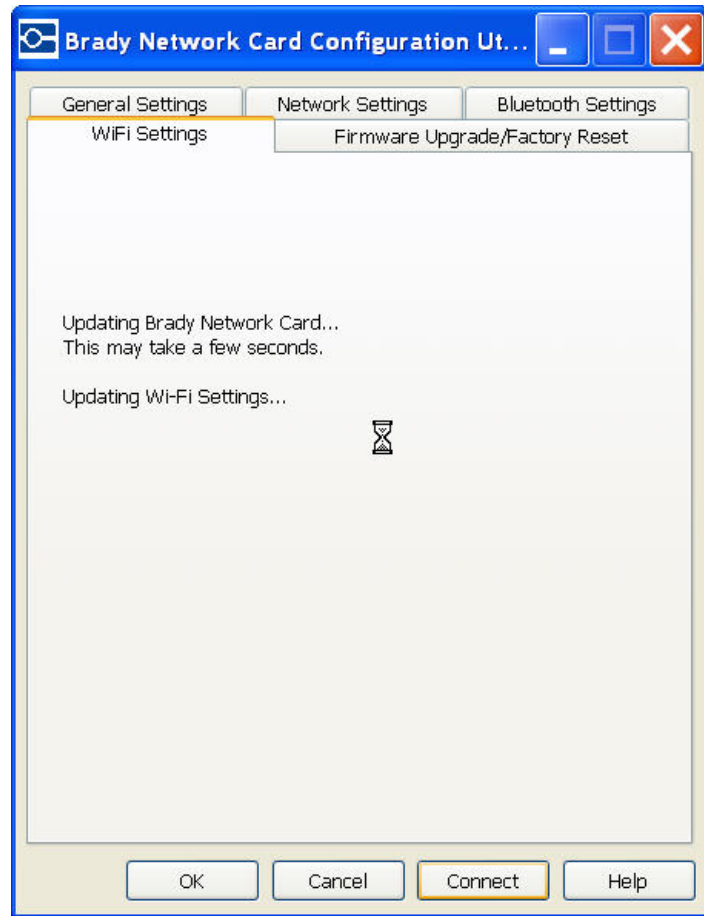 Brady Network Card Configuration Ut...
General Settings
Network Settings
Bluetooth Settings
WiFi Settings
Firmware Upgrade/Factory Reset
Updating Brady Network Card...
This may take a few seconds.
Updating Wi-Fi Settings...
OK
Cancel
Connect
Help